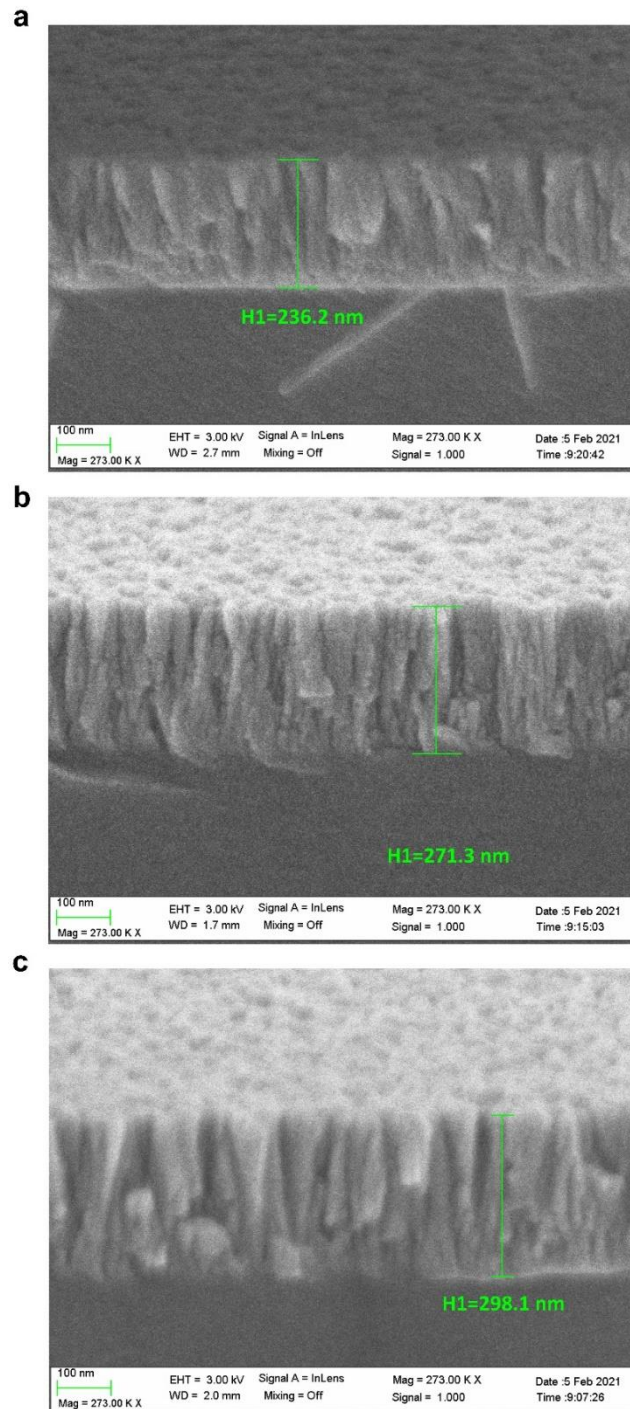 a
H1=236.2 nm
100 nm
EHT = 3.00 kV Signal A = InLens Mag = 273.00 K X Date :5 Feb 2021
Mag = 273.00 K X WD = 2.7 mm Mixing = Off Signal = 1.000 Time :9:20:42
b
H1=271.3 nm
100 nm
EHT = 3.00 kV Signal A = InLens Mag = 273.00 K X Date :5 Feb 2021
Mag = 273.00 K X WD = 1.7 mm Mixing = Off Signal = 1.000 Time :9:15:03
c
H1=298.1 nm
100 nm
EHT = 3.00 kV Signal A = InLens Mag = 273.00 K X Date :5 Feb 2021
Mag = 273.00 K X WD = 2.0 mm Mixing = Off Signal = 1.000 Time :9:07:26